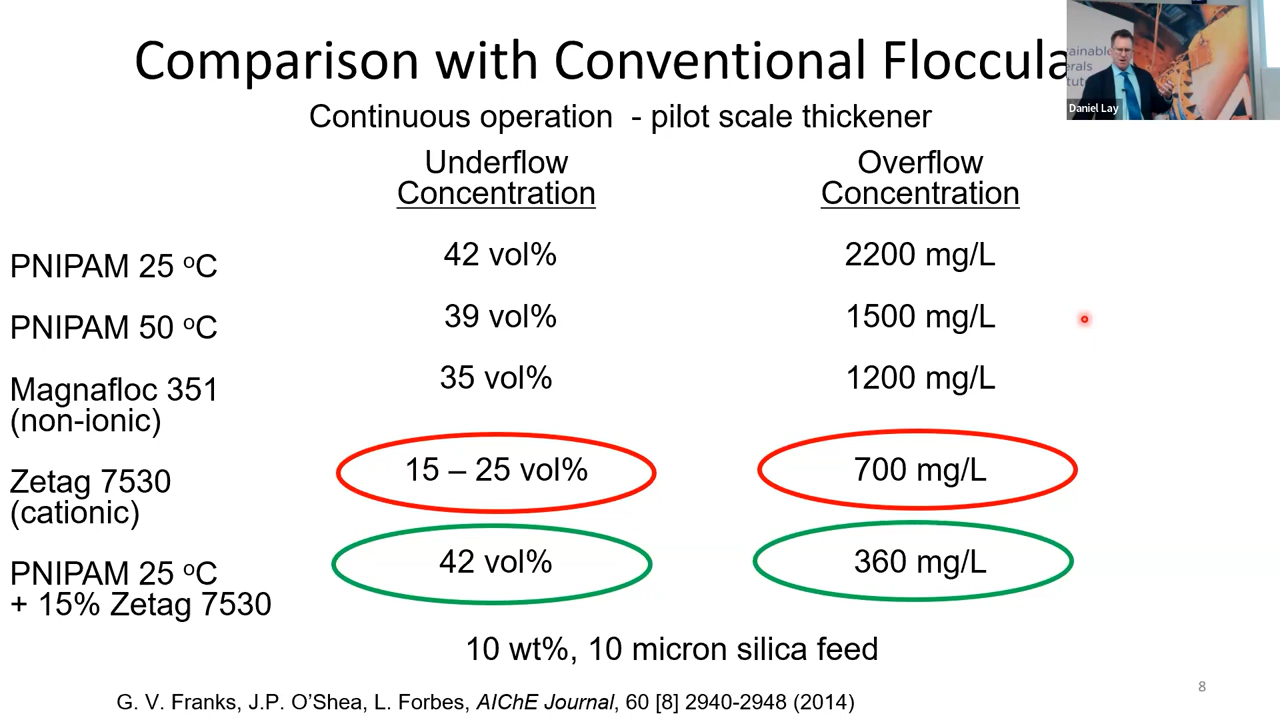 Comparison with Conventional Floccula
ainable
erals
tut
Daniel Lay
Continuous operation - pilot scale thickener
Underflow Concentration
Overflow Concentration
PNIPAM 25 ºC 42 vol% 2200 mg/L
PNIPAM 50 ºC 39 vol% 1500 mg/L
Magnafloc 351 35 vol% 1200 mg/L
(non-ionic)
Zetag 7530 15 – 25 vol% 700 mg/L
(cationic)
PNIPAM 25 ºC 42 vol% 360 mg/L
+ 15% Zetag 7530
10 wt%, 10 micron silica feed
G. V. Franks, J.P. O’Shea, L. Forbes, AIChE Journal, 60 [8] 2940-2948 (2014)
8